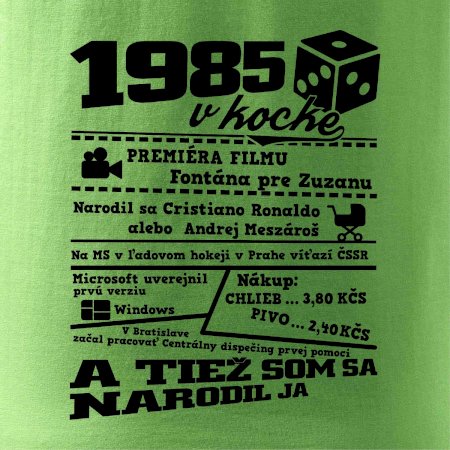 1985
v kocke
PREMIÉRA FILMU
Fontána pre Zuzanu
Narodil sa Cristiano Ronaldo
alebo Andrej Meszároš
Na MS v ľadovom hokeji v Prahe víťazí ČSSR
Microsoft uverejnil
prvú verziu
Windows
Nákup:
CHLIEB ... 3,80 KČS
PIVO ... 2,40 KČS
V Bratislave
začal pracovať Centrálny dispečing prvej pomoci
A TIEŽ SOM SA
NARODIL JA